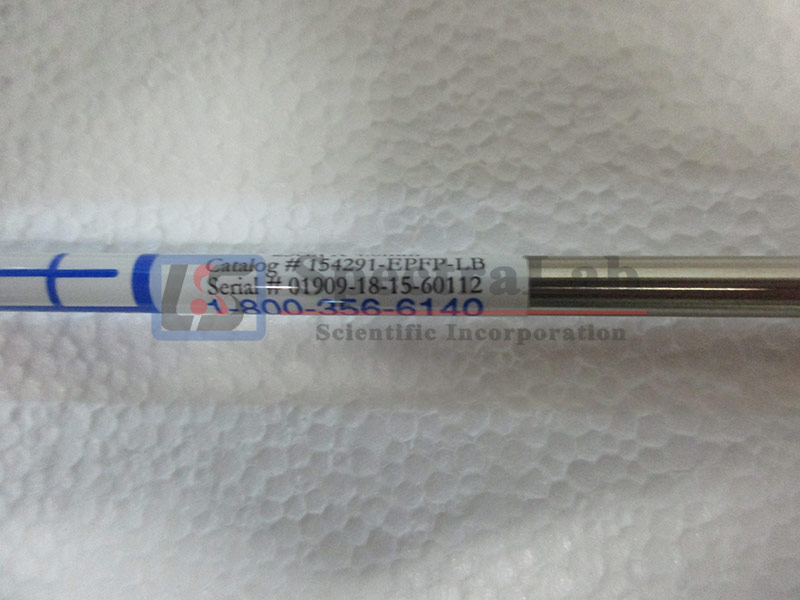 Catalog # 154291-EPFP-LB
Serial # 01909-18-15-60112
1-800-356-6140
Scientific Incorporation